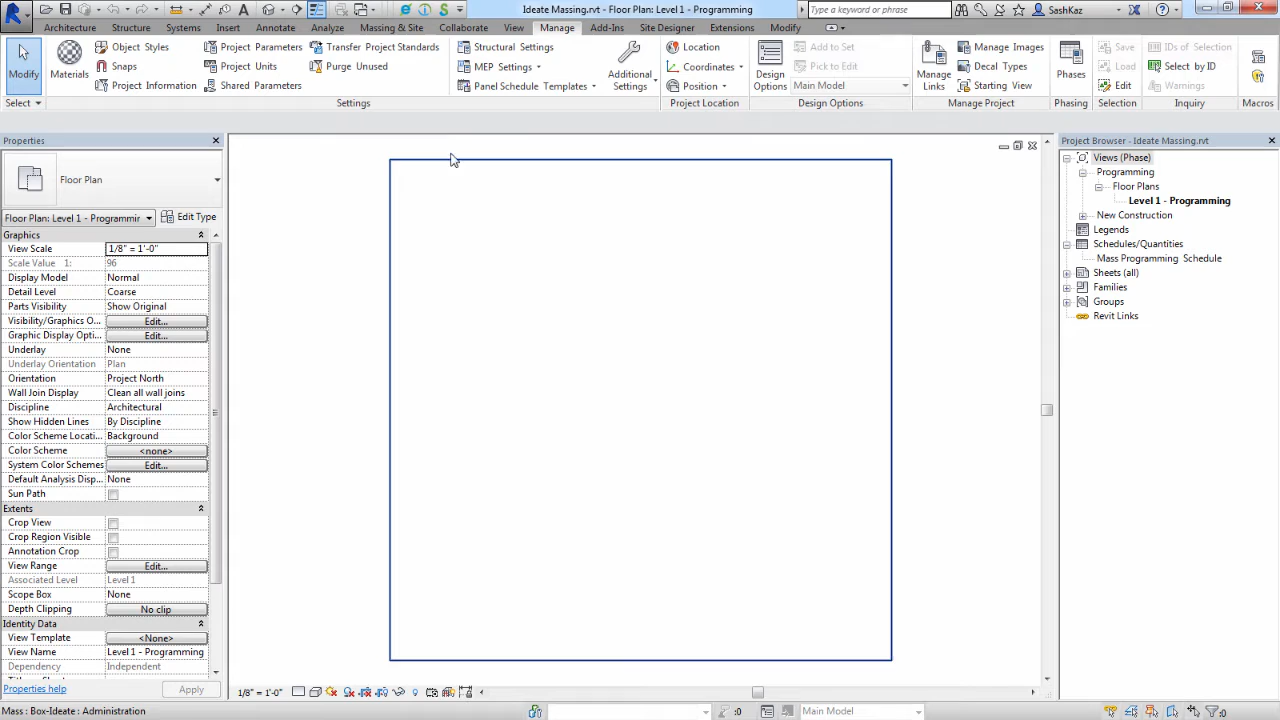 Ideate Massing.rvt - Floor Plan: Level 1 - Programming
Type a keyword or phrase
SashKaz
Architecture Structure Systems Insert Annotate Analyze Massing & Site Collaborate View Manage Add-Ins Site Designer Extensions Modify
Modify
Materials
Object Styles
Snaps
Project Information
Project Parameters
Project Units
Shared Parameters
Transfer Project Standards
Purge Unused
Structural Settings
MEP Settings
Panel Schedule Templates
Additional Settings
Location
Coordinates
Position
Design Options
Add to Set
Pick to Edit
Main Model
Manage Links
Manage Images
Decal Types
Starting View
Phases
Save
Load
Edit
IDs of Selection
Select by ID
Warnings
Macros
Select
Settings
Project Location
Design Options
Manage Project
Phasing
Selection
Inquiry
Macros
Properties
Floor Plan
Floor Plan: Level 1 - Programmir
Edit Type
Graphics
View Scale 1/8" = 1'-0"
Scale Value 1: 96
Display Model Normal
Detail Level Coarse
Parts Visibility Show Original
Visibility/Graphics O... Edit...
Graphic Display Opti... Edit...
Underlay None
Underlay Orientation Plan
Orientation Project North
Wall Join Display Clean all wall joins
Discipline Architectural
Show Hidden Lines By Discipline
Color Scheme Locati... Background
Color Scheme <none>
System Color Schemes Edit...
Default Analysis Disp... None
Sun Path
Extents
Crop View
Crop Region Visible
Annotation Crop
View Range Edit...
Associated Level Level 1
Scope Box None
Depth Clipping No clip
Identity Data
View Template <None>
View Name Level 1 - Programming
Dependency Independent
Properties help
Apply
Project Browser - Ideate Massing.rvt
Views (Phase)
Programming
Floor Plans
Level 1 - Programming
New Construction
Legends
Schedules/Quantities
Mass Programming Schedule
Sheets (all)
Families
Groups
Revit Links
1/8" = 1'-0"
Mass : Box-Ideate : Administration
:0
Main Model
:0